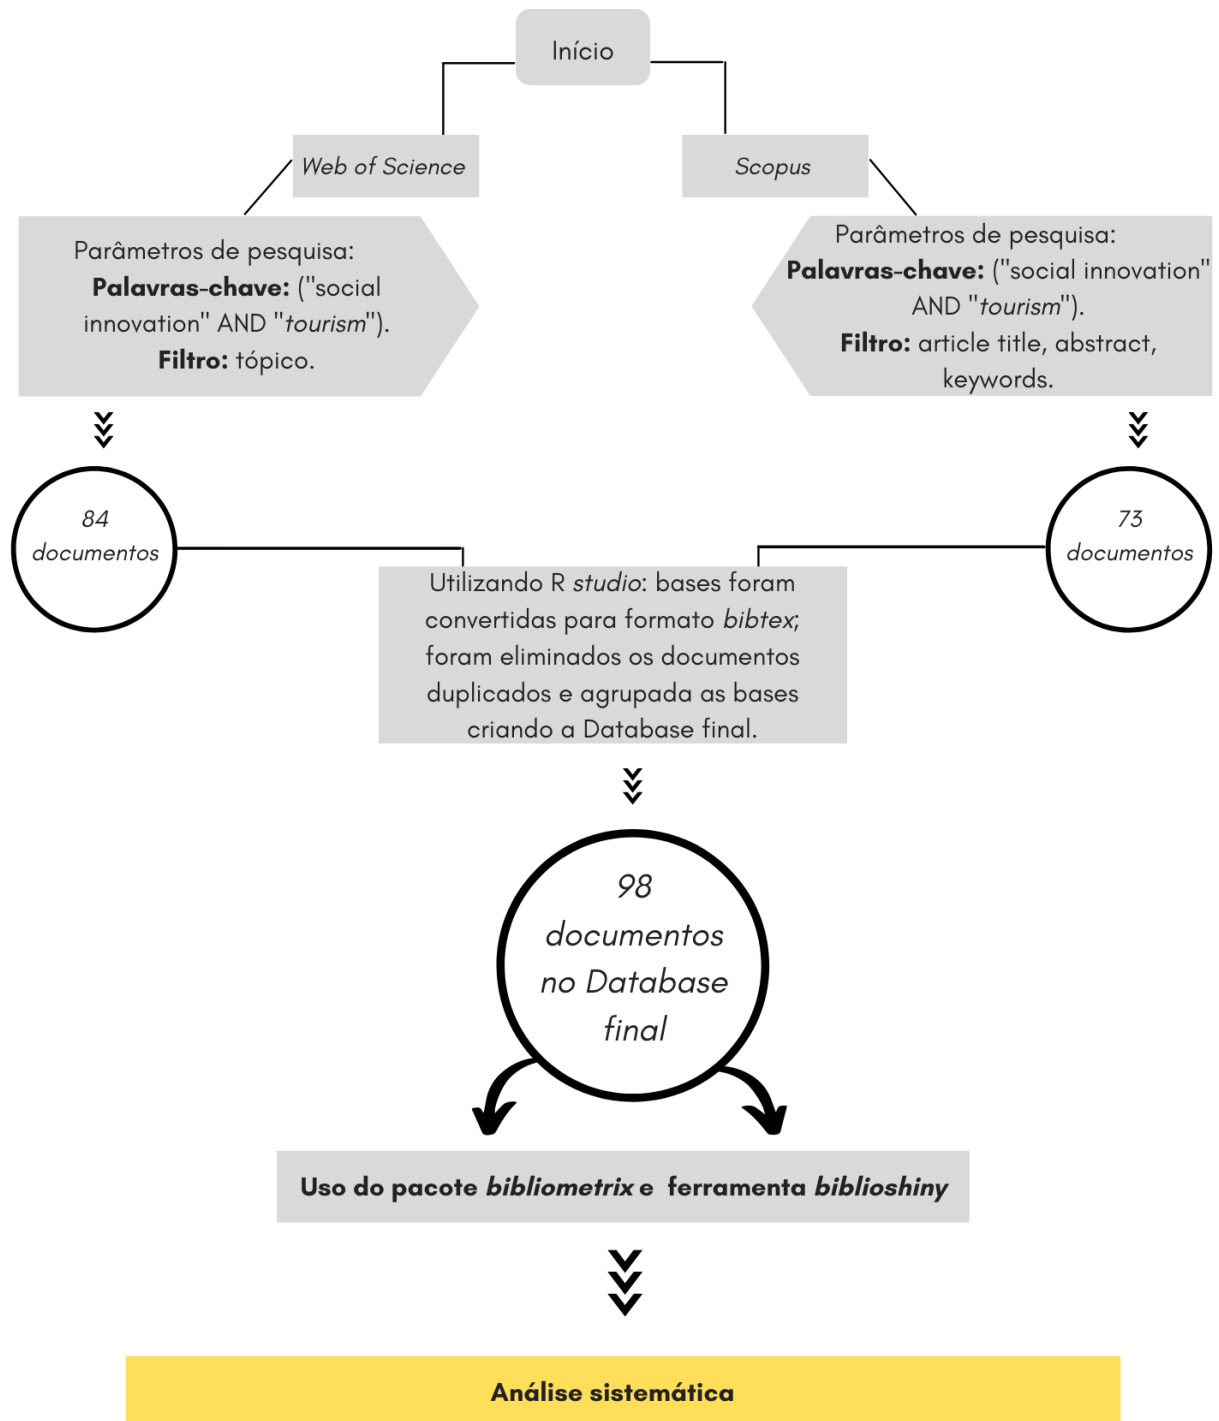 Início
Web of Science
Scopus
Parâmetros de pesquisa:
Palavras-chave: ("social
innovation" AND "tourism").
Filtro: tópico.
Parâmetros de pesquisa:
Palavras-chave: ("social innovation"
AND "tourism").
Filtro: article title, abstract,
keywords.
84
documentos
73
documentos
Utilizando R studio: bases foram
convertidas para formato bibtex;
foram eliminados os documentos
duplicados e agrupada as bases
criando a Database final.
98
documentos
no Database
final
Uso do pacote bibliometrix e ferramenta biblioshiny
Análise sistemática